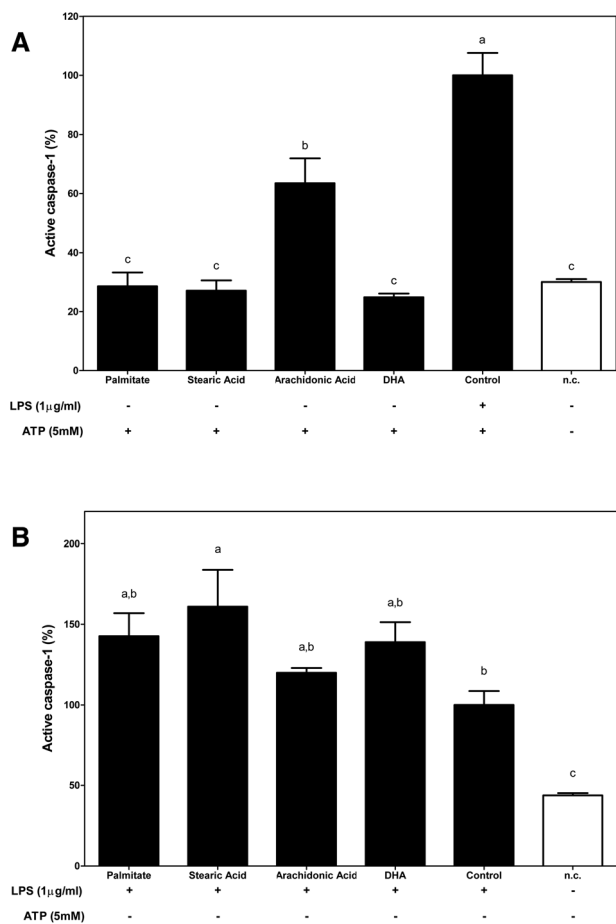 A
Active caspase-1 (%)
120
100
80
60
40
20
0
c
c
b
c
a
c
Palmitate Stearic Acid Arachidonic Acid DHA Control n.c.
LPS (1μg/ml) - - - - + -
ATP (5mM) + + + + + -
B
Active caspase-1 (%)
200
150
100
50
0
a,b
a
a,b
a,b
b
c
Palmitate Stearic Acid Arachidonic Acid DHA Control n.c.
LPS (1μg/ml) + + + + + -
ATP (5mM) - - - - - -